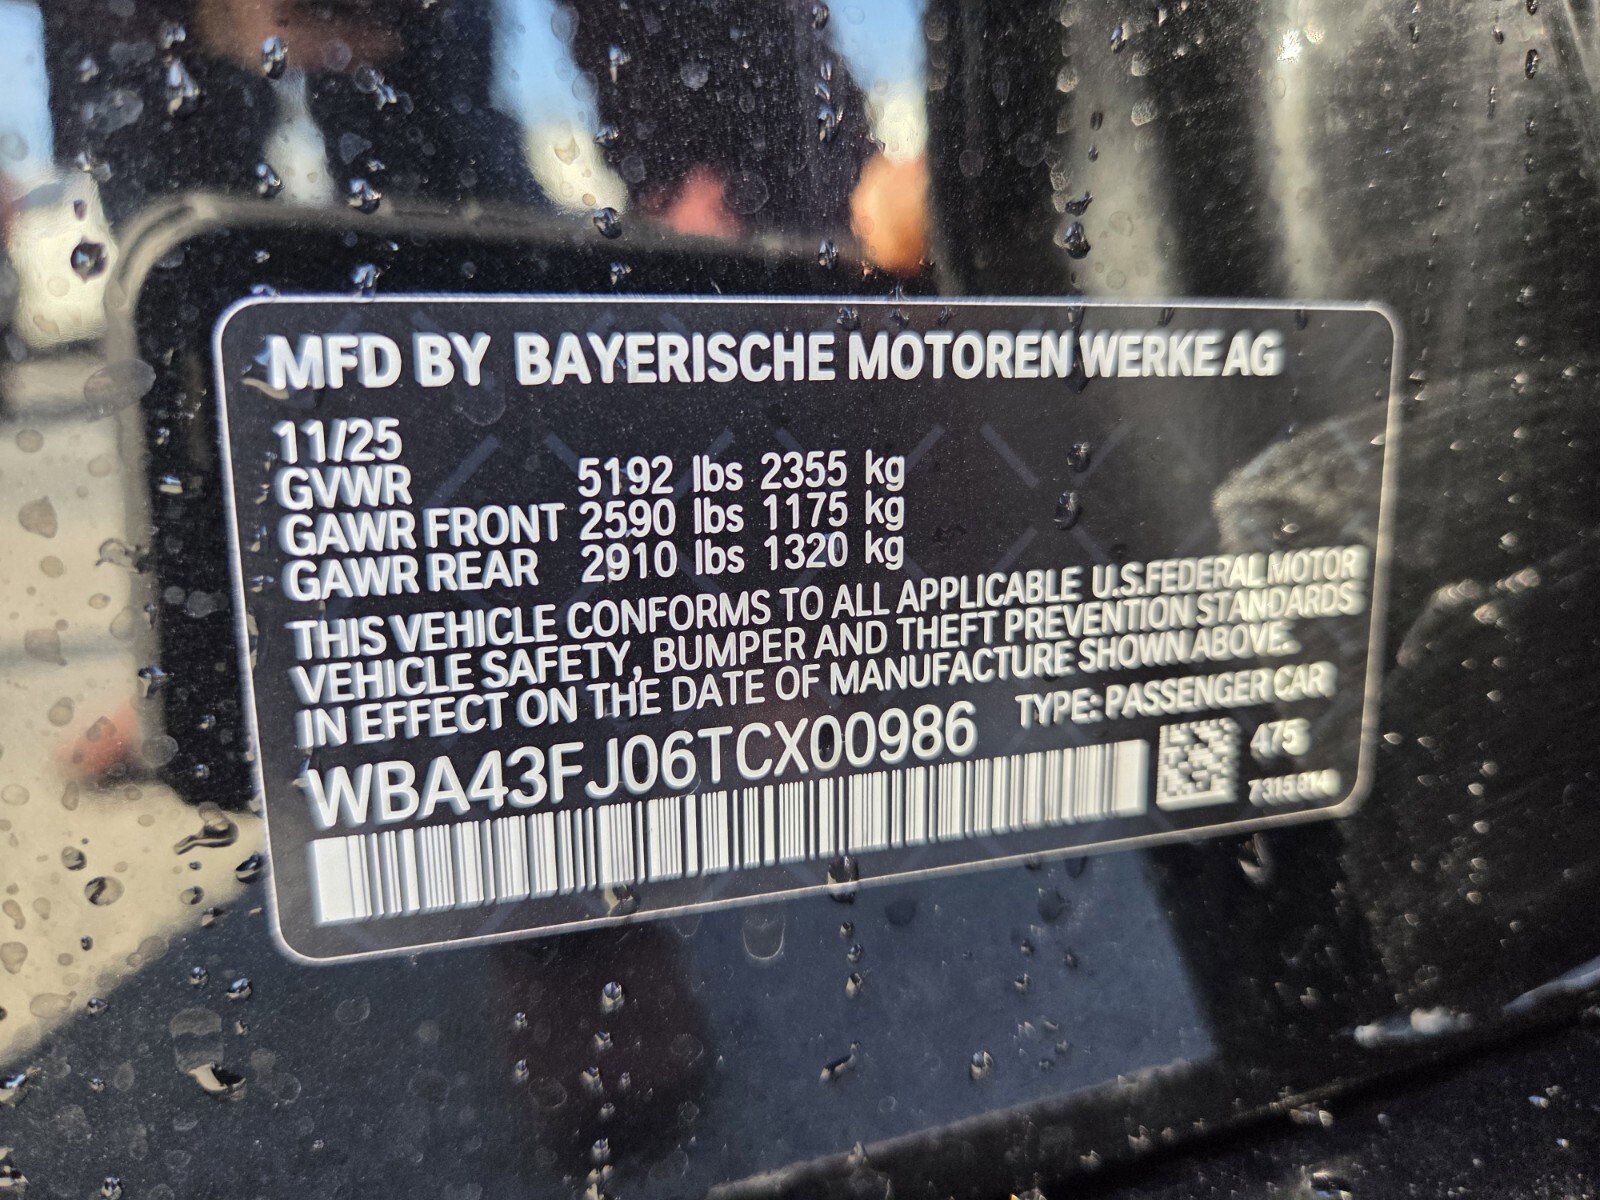 MFD BY BAYERISCHE MOTOREN WERKE AG
11/25
GVWR 5192 lbs 2355 kg
GAWR FRONT 2590 lbs 1175 kg
GAWR REAR 2910 lbs 1320 kg
THIS VEHICLE CONFORMS TO ALL APPLICABLE U.S.FEDERAL MOTOR
VEHICLE SAFETY, BUMPER AND THEFT PREVENTION STANDARDS
IN EFFECT ON THE DATE OF MANUFACTURE SHOWN ABOVE.
WBA43FJ06TCX00986 TYPE: PASSENGER CAR
475
7315814